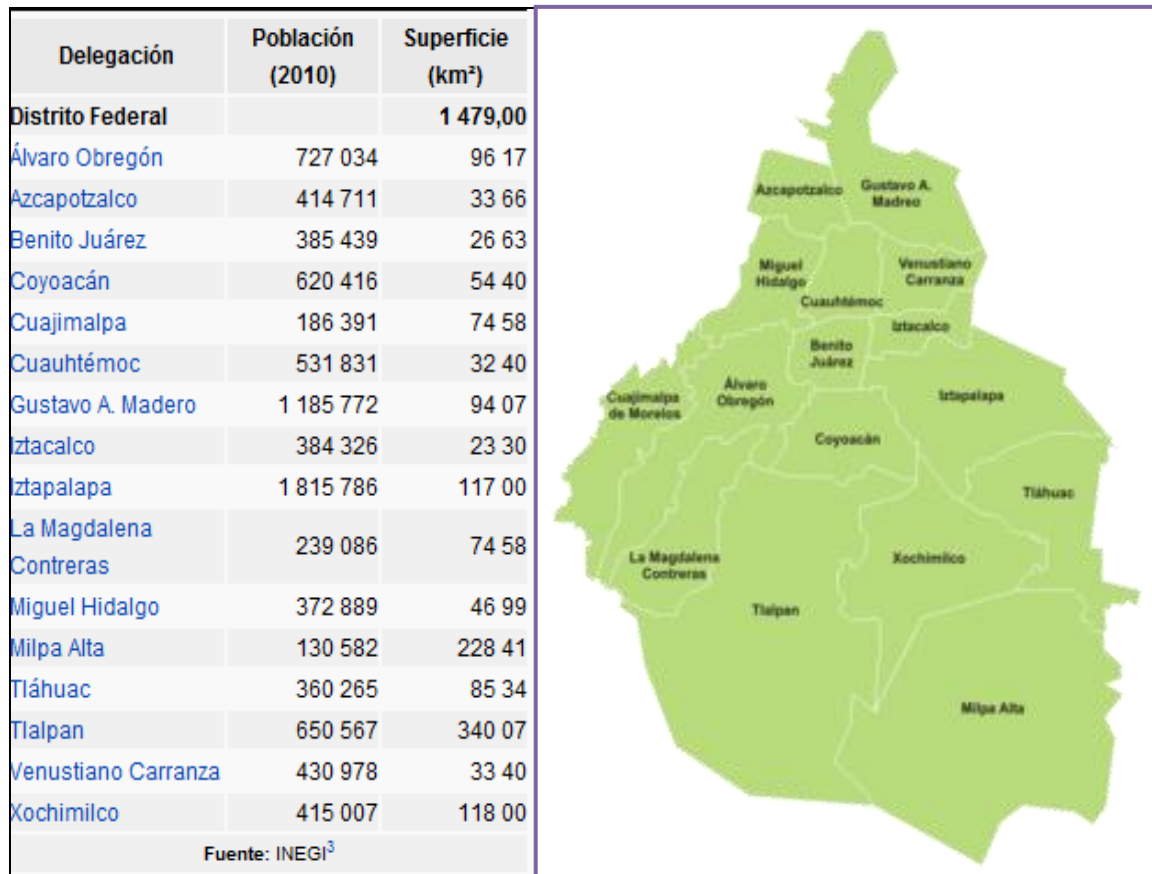 Delegación Población (2010) Superficie (km²)
Distrito Federal 1 479,00
Álvaro Obregón 727 034 96 17
Azcapotzalco 414 711 33 66
Benito Juárez 385 439 26 63
Coyoacán 620 416 54 40
Cuajimalpa 186 391 74 58
Cuauhtémoc 531 831 32 40
Gustavo A. Madero 1 185 772 94 07
Iztacalco 384 326 23 30
Iztapalapa 1 815 786 117 00
La Magdalena Contreras 239 086 74 58
Miguel Hidalgo 372 889 46 99
Milpa Alta 130 582 228 41
Tláhuac 360 265 85 34
Tlalpan 650 567 340 07
Venustiano Carranza 430 978 33 40
Xochimilco 415 007 118 00
Fuente: INEGI3
Azcapotzalco
Gustavo A.
Madreo
Miguel
Hidalgo
Venustiano
Carranza
Cuauhtémoc
Iztacalco
Benito
Juárez
Cuajimalpa
de Morelos
Álvaro
Obregón
Iztapalapa
Coyoacán
Tláhuac
La Magdalena
Contreras
Xochimilco
Tlalpan
Milpa Alta